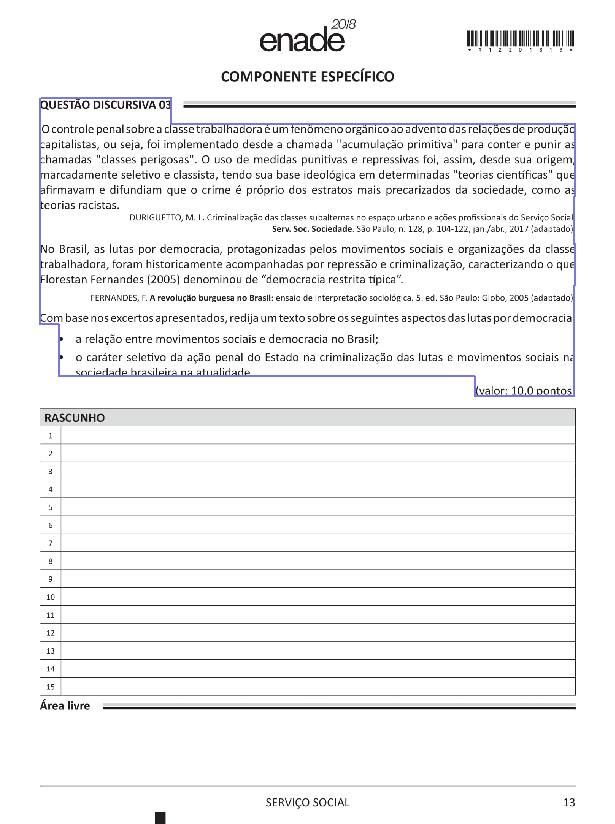 enade 2018
*R1220181 3*
COMPONENTE ESPECÍFICO
QUESTÃO DISCURSIVA 03
O controle penal sobre a classe trabalhadora é um fenômeno orgânico ao advento das relações de produção
capitalistas, ou seja, foi implementado desde a chamada "acumulação primitiva" para conter e punir as
chamadas "classes perigosas". O uso de medidas punitivas e repressivas foi, assim, desde sua origem,
marcadamente seletivo e classista, tendo sua base ideológica em determinadas "teorias científicas" que
afirmavam e difundiam que o crime é próprio dos estratos mais precarizados da sociedade, como as
teorias racistas.
DURIGUETTO, M. L. Criminalização das classes subalternas no espaço urbano e ações profissionais do Serviço Social.
Serv. Soc. Sociedade. São Paulo, n. 128, p. 104-122, jan./abr., 2017 (adaptado).
No Brasil, as lutas por democracia, protagonizadas pelos movimentos sociais e organizações da classe
trabalhadora, foram historicamente acompanhadas por repressão e criminalização, caracterizando o que
Florestan Fernandes (2005) denominou de “democracia restrita típica”.
FERNANDES, F. A revolução burguesa no Brasil: ensaio de interpretação sociológica. 5. ed. São Paulo: Globo, 2005 (adaptado).
Com base nos excertos apresentados, redija um texto sobre os seguintes aspectos das lutas por democracia:
• a relação entre movimentos sociais e democracia no Brasil;
• o caráter seletivo da ação penal do Estado na criminalização das lutas e movimentos sociais na
sociedade brasileira na atualidade.
(valor: 10,0 pontos)
RASCUNHO
1
2
3
4
5
6
7
8
9
10
11
12
13
14
15
Área livre
SERVIÇO SOCIAL
13